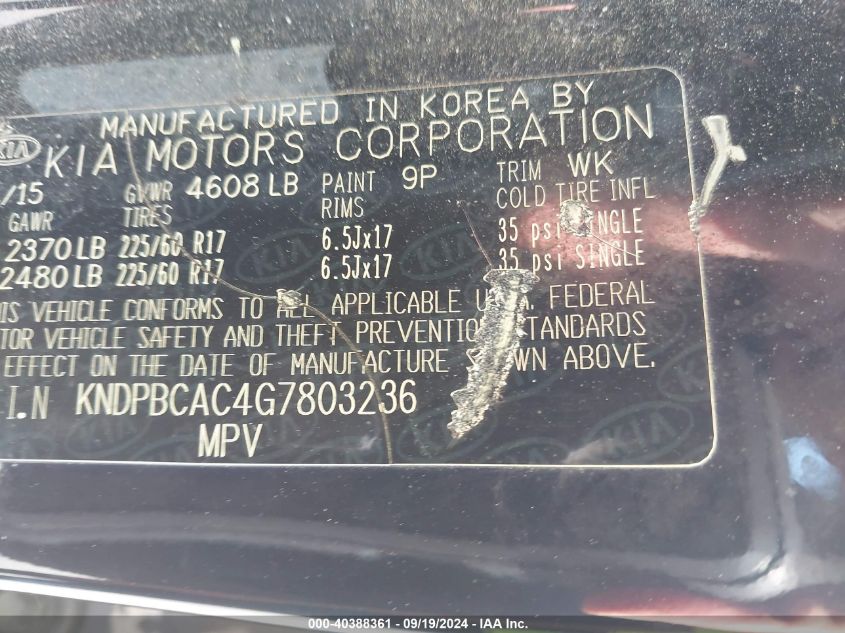 MANUFACTURED IN KOREA BY
KIA KIA MOTORS CORPORATION
/15 GVWR 4608 LB PAINT 9P TRIM WK
GAWR TIRES RIMS COLD TIRE INFL
2370 LB 225/60 R17 6.5Jx17 35 psi SINGLE
2480 LB 225/60 R17 6.5Jx17 35 psi SINGLE
IS VEHICLE CONFORMS TO ALL APPLICABLE FEDERAL
TOR VEHICLE SAFETY AND THEFT PREVENTION STANDARDS
EFFECT ON THE DATE OF MANUFACTURE SHOWN ABOVE.
I.N KNDPBCAC4G7803236
MPV
000-40388361 - 09/19/2024 - IAA Inc.